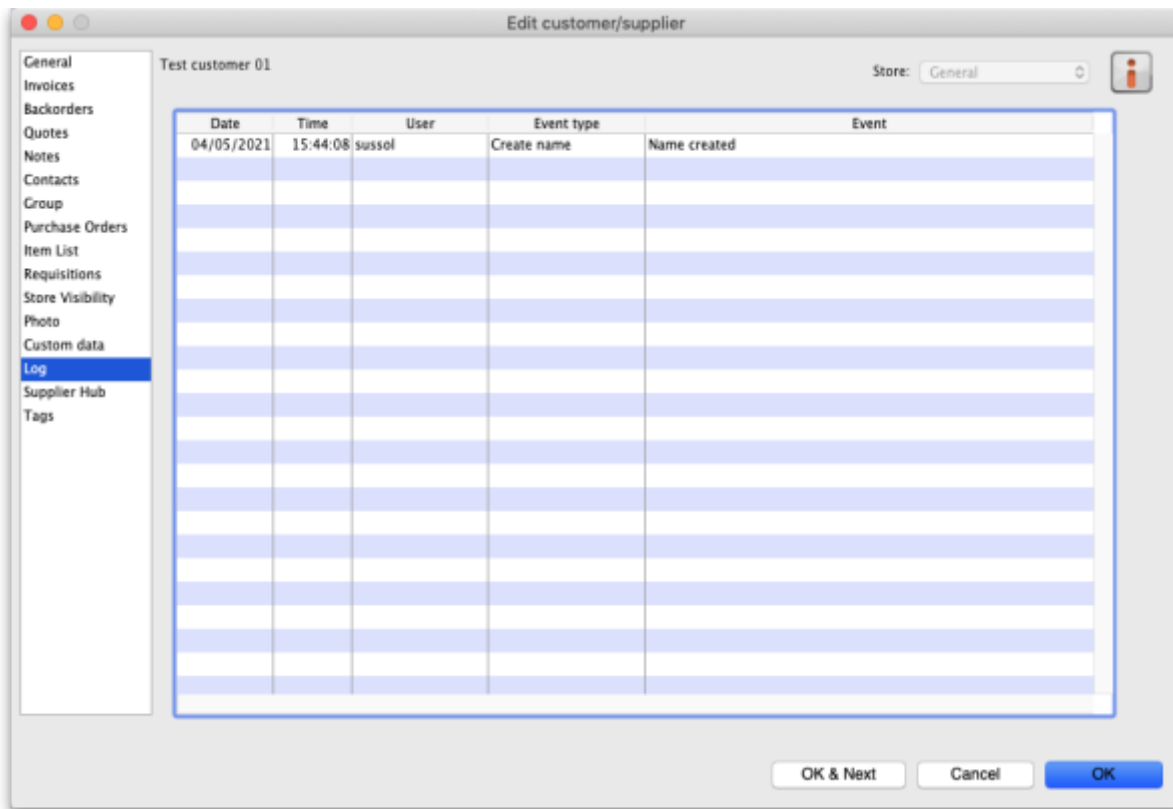 Edit customer/supplier
General
Invoices
Backorders
Quotes
Notes
Contacts
Group
Purchase Orders
Item List
Requisitions
Store Visibility
Photo
Custom data
Log
Supplier Hub
Tags
Test customer 01
Store: General
Date Time User Event type Event
04/05/2021 15:44:08 sussol Create name Name created
OK & Next Cancel OK